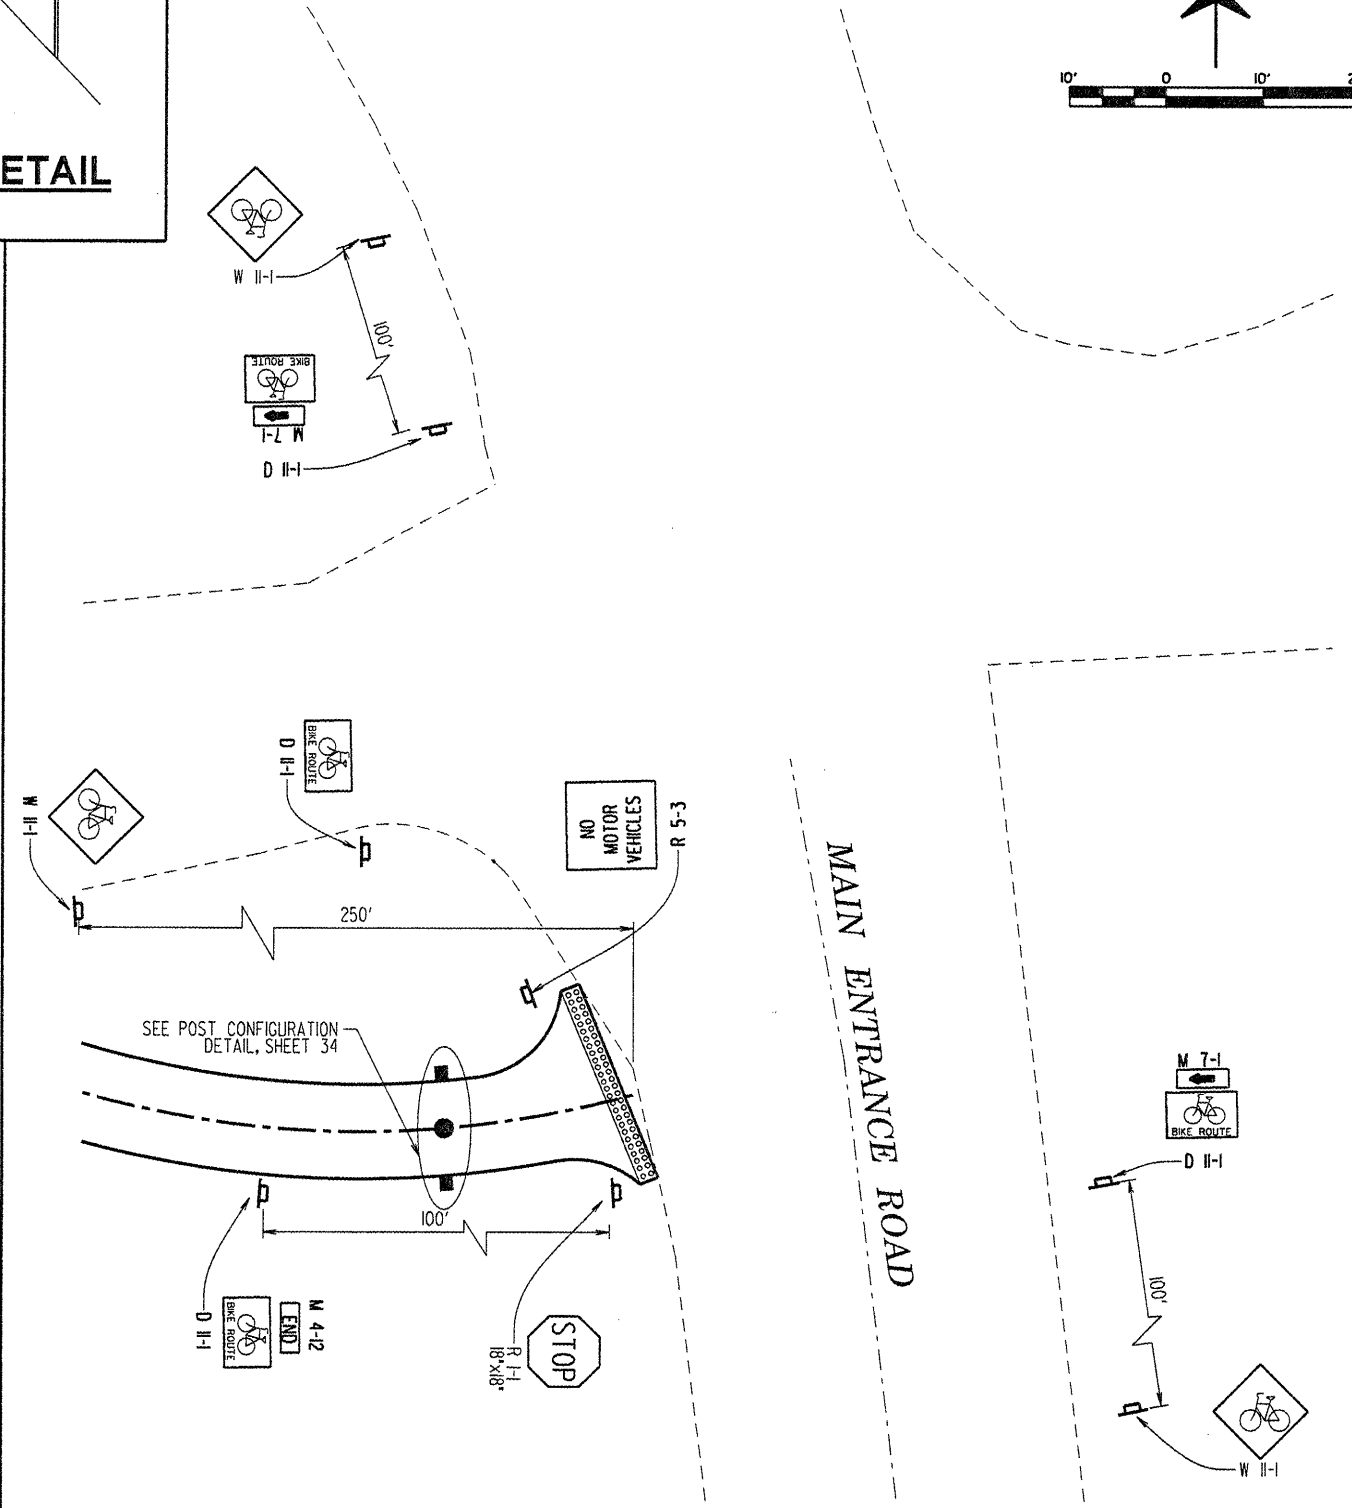 10' 0 10' 2
ETAIL
W 11-1
100'
BIKE ROUTE
M 7-1
D 11-1
BIKE ROUTE
D 11-1
W 11-1
NO
MOTOR
VEHICLES
R 5-3
250'
SEE POST CONFIGURATION
DETAIL, SHEET 34
MAIN ENTRANCE ROAD
M 7-1
BIKE ROUTE
D 11-1
100'
100'
M 4-12
END
BIKE ROUTE
D 11-1
STOP
R 1-1
18"x18"
W 11-1